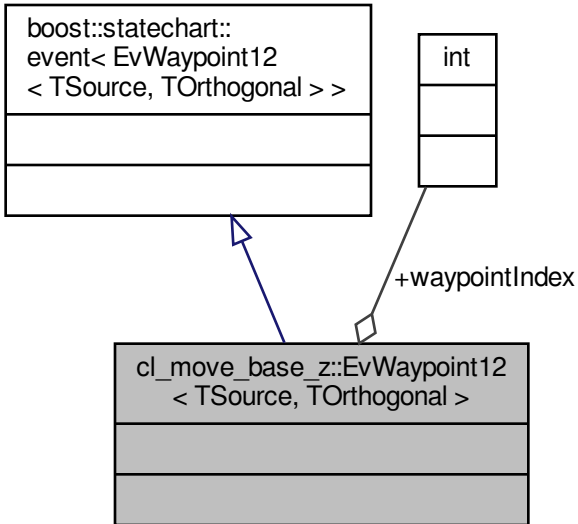 boost::statechart::
event< EvWaypoint12
< TSource, TOrthogonal > >
int
+waypointIndex
cl_move_base_z::EvWaypoint12
< TSource, TOrthogonal >